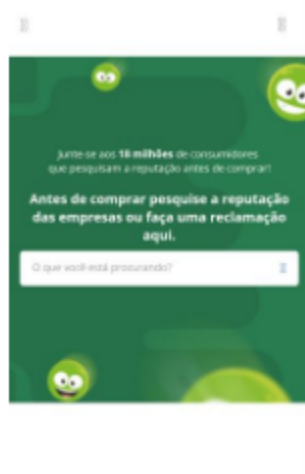 Junte-se aos 18 milhões de consumidores
que pesquisam a reputação antes de comprar!
Antes de comprar pesquise a reputação
das empresas ou faça uma reclamação
aqui.
O que você está procurando?